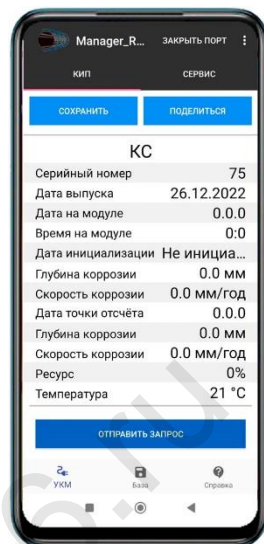 Manager_R... ЗАКРЫТЬ ПОРТ
КИП СЕРВИС
СОХРАНИТЬ ПОДЕЛИТЬСЯ
КС
Серийный номер 75
Дата выпуска 26.12.2022
Дата на модуле 0.0.0
Время на модуле 0:0
Дата инициализации Не инициа...
Глубина коррозии 0.0 мм
Скорость коррозии 0.0 мм/год
Дата точки отсчёта 0.0.0
Глубина коррозии 0.0 мм
Скорость коррозии 0.0 мм/год
Ресурс 0%
Температура 21 °C
ОТПРАВИТЬ ЗАПРОС
УКМ База Справка